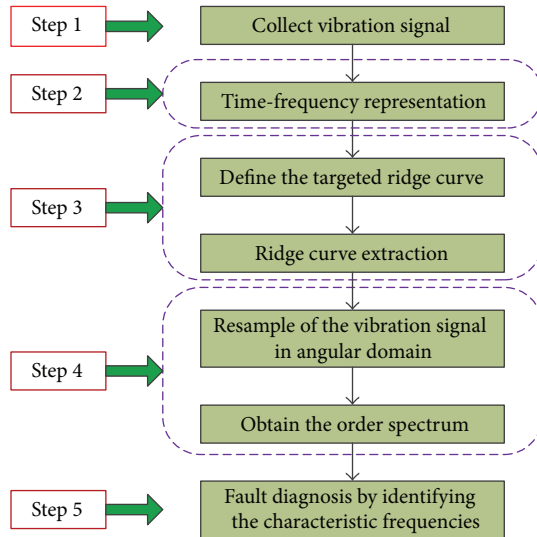 Step 1
Collect vibration signal
Step 2
Time-frequency representation
Step 3
Define the targeted ridge curve
Ridge curve extraction
Step 4
Resample of the vibration signal
in angular domain
Obtain the order spectrum
Step 5
Fault diagnosis by identifying
the characteristic frequencies